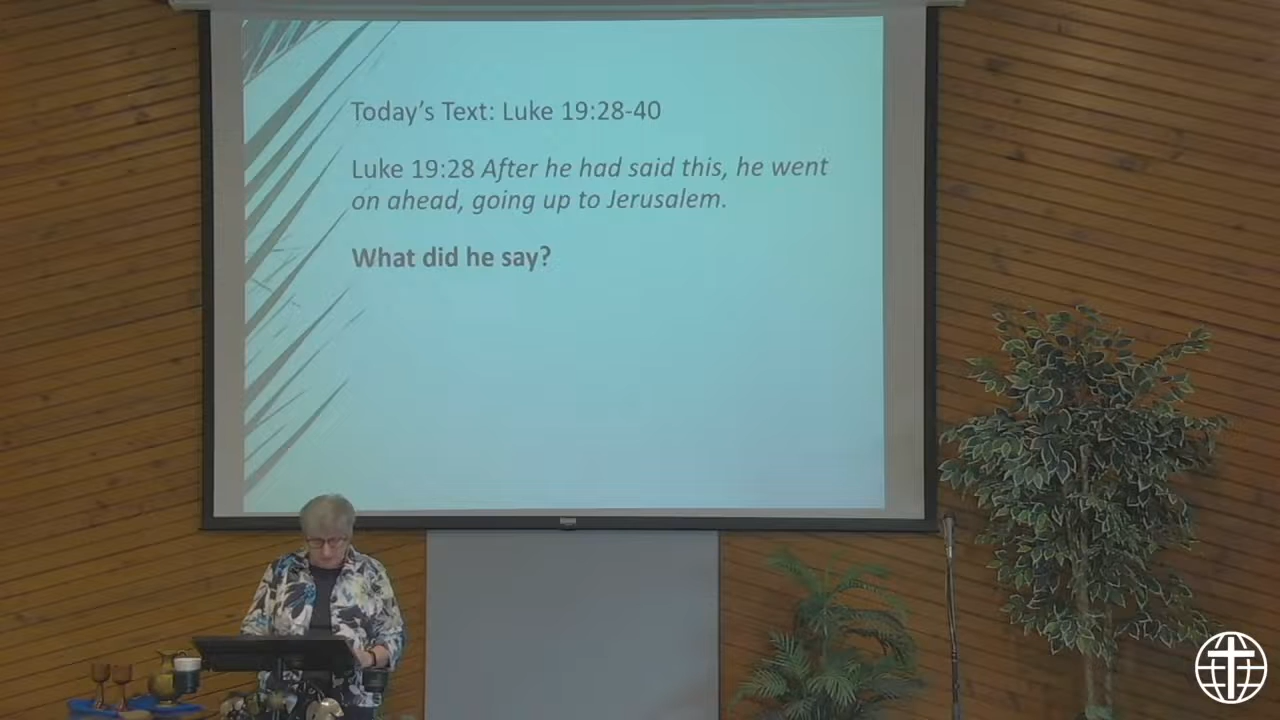 Today's Text: Luke 19:28-40
Luke 19:28 After he had said this, he went
on ahead, going up to Jerusalem.
What did he say?